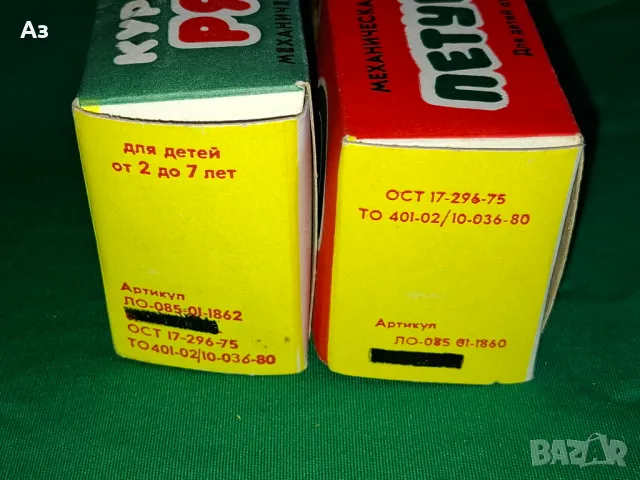 Аз
КУР
РЯ
МЕХАНИЧЕ
для детей
от 2 до 7 лет
Артикул
ЛО-085-01-1862
ОСТ 17-296-75
ТО 401-02/10-036-80
МЕХАНИЧЕСКА
ПЕТУ
Для детей
ОСТ 17-296-75
ТО 401-02/10-036-80
Артикул
ЛО-085 01-1860
BAZAR